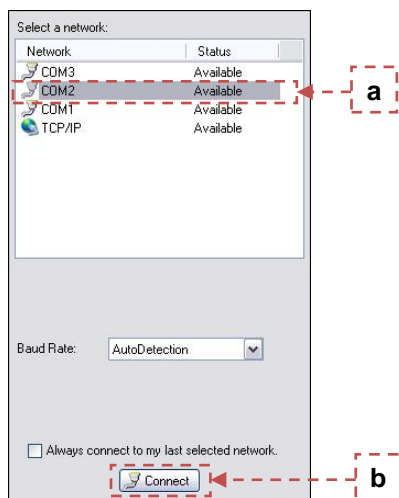 Select a network:
Network Status
COM3 Available
COM2 Available
a
COM1 Available
TCP/IP Available
Baud Rate: AutoDetection
Always connect to my last selected network.
Connect
b